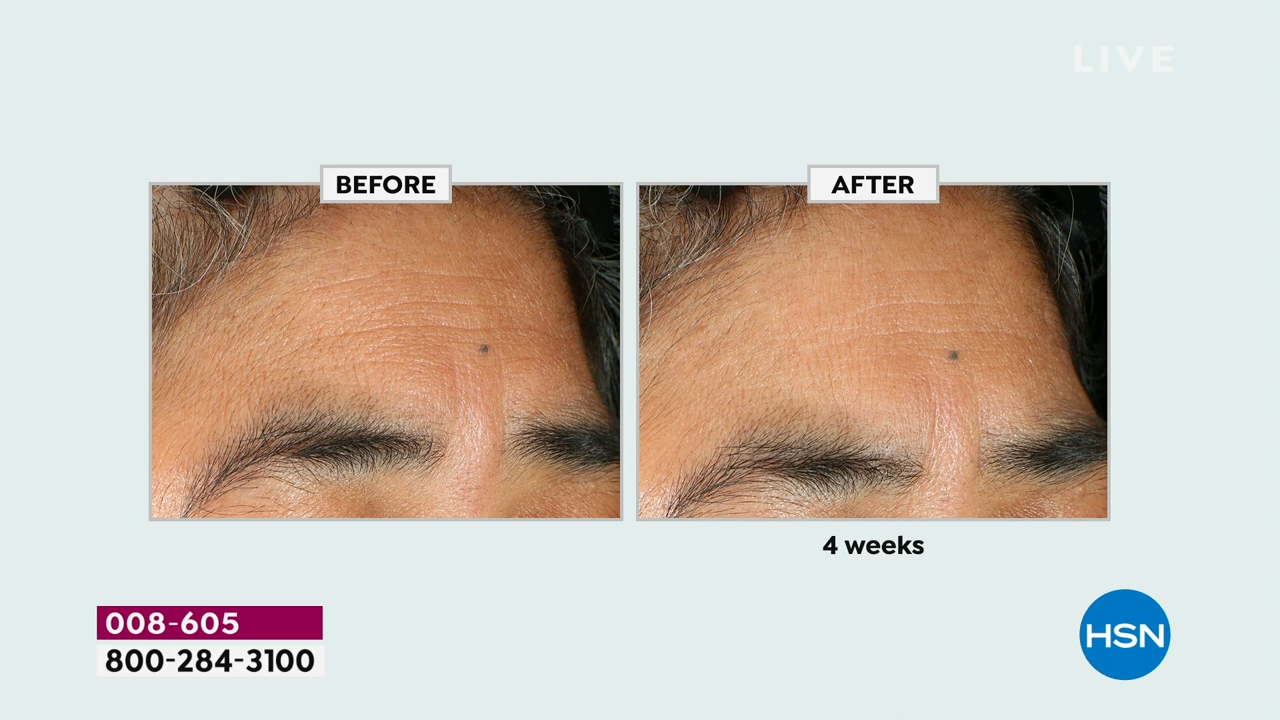 LIVE
BEFORE
AFTER
4 weeks
008-605
800-284-3100
HSN